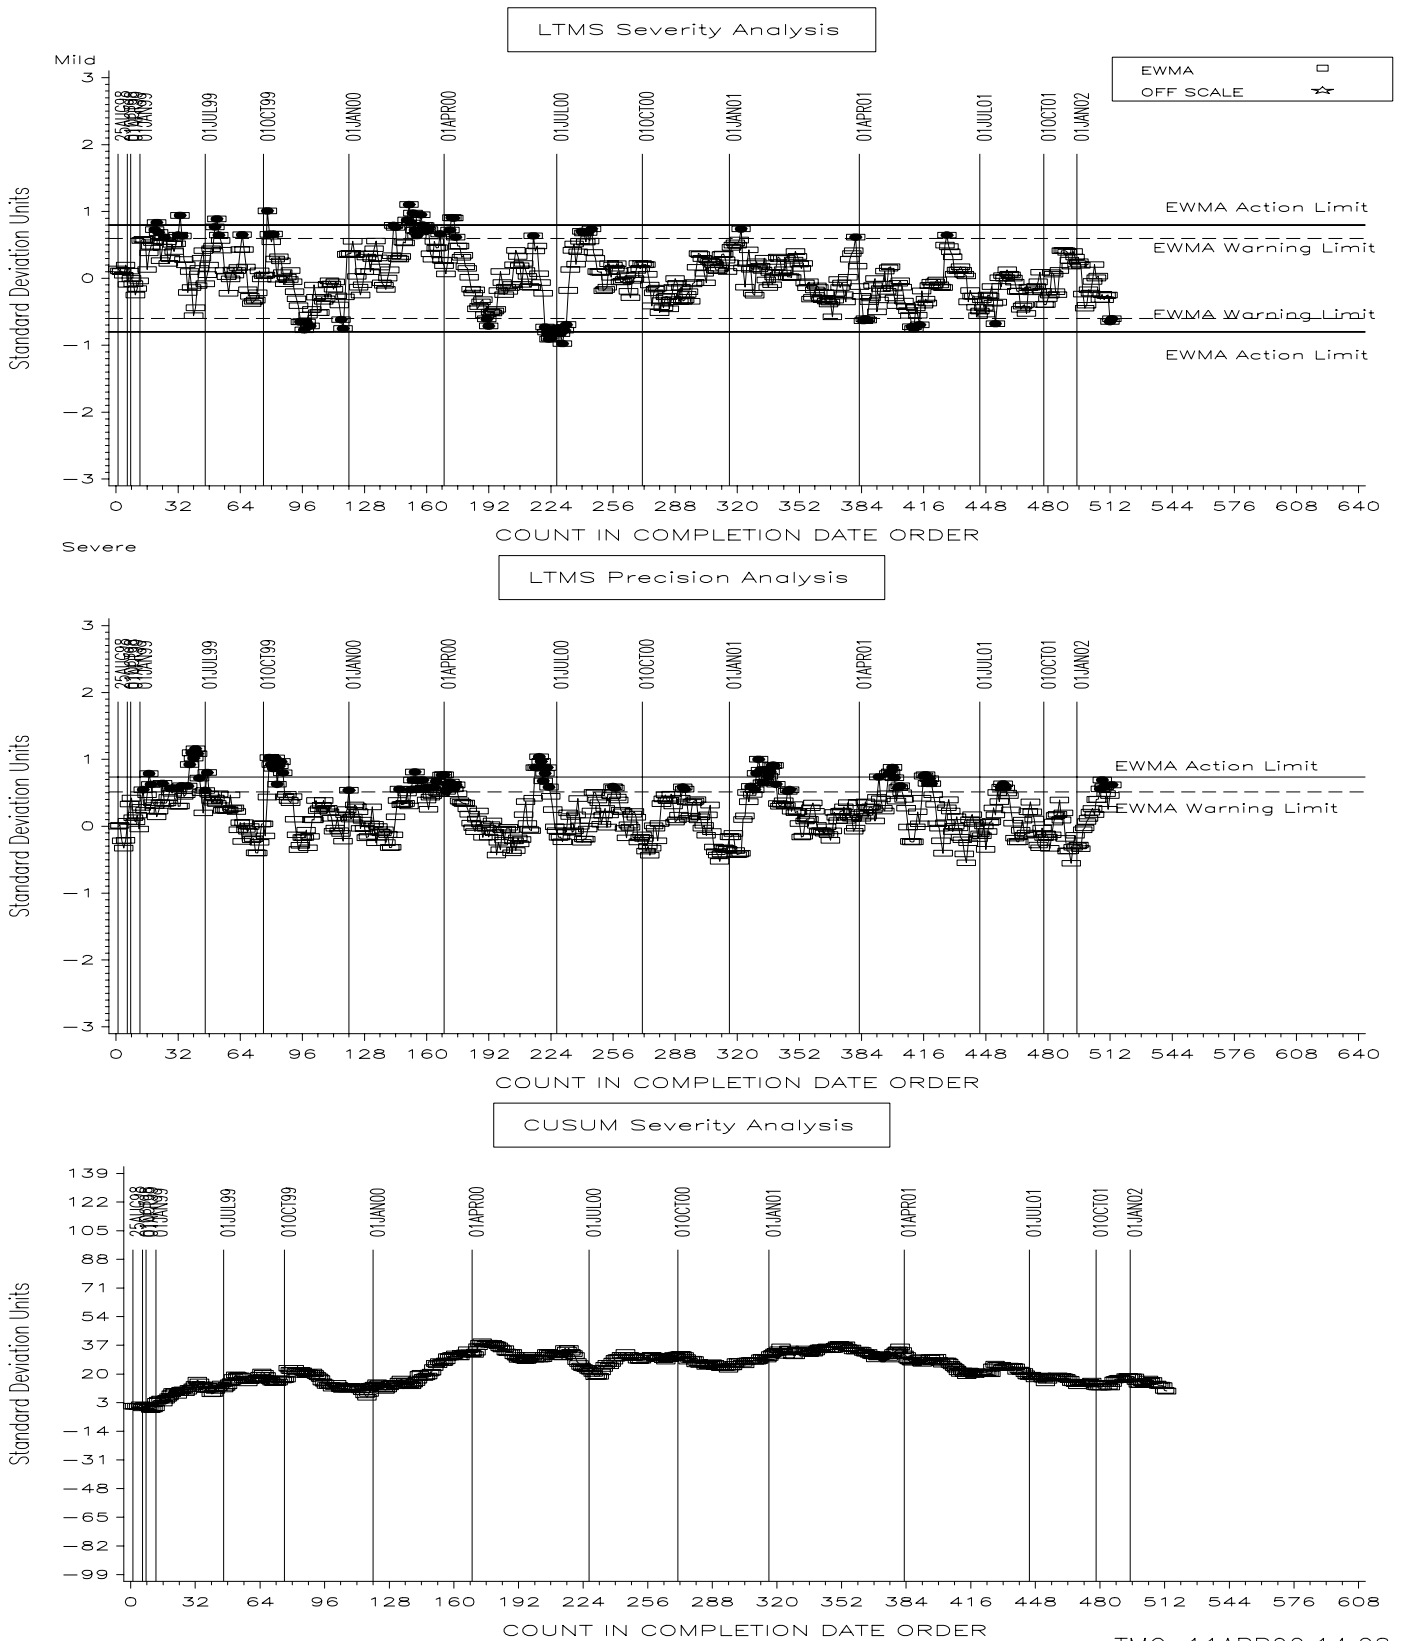 LTMS Severity Analysis
Mild
EWMA
OFF SCALE
3
2
1
0
−1
−2
−3
Standard Deviation Units
25AUG98
01JAN99
01JUL99
01OCT99
01JAN00
01APR00
01JUL00
01OCT00
01JAN01
01APR01
01JUL01
01OCT01
01JAN02
EWMA Action Limit
EWMA Warning Limit
EWMA Warning Limit
EWMA Action Limit
0 32 64 96 128 160 192 224 256 288 320 352 384 416 448 480 512 544 576 608 640
COUNT IN COMPLETION DATE ORDER
Severe
LTMS Precision Analysis
3
2
1
0
−1
−2
−3
Standard Deviation Units
25AUG98
01JAN99
01JUL99
01OCT99
01JAN00
01APR00
01JUL00
01OCT00
01JAN01
01APR01
01JUL01
01OCT01
01JAN02
EWMA Action Limit
EWMA Warning Limit
0 32 64 96 128 160 192 224 256 288 320 352 384 416 448 480 512 544 576 608 640
COUNT IN COMPLETION DATE ORDER
CUSUM Severity Analysis
139
122
105
88
71
54
37
20
3
−14
−31
−48
−65
−82
−99
Standard Deviation Units
25AUG98
01JAN99
01JUL99
01OCT99
01JAN00
01APR00
01JUL00
01OCT00
01JAN01
01APR01
01JUL01
01OCT01
01JAN02
0 32 64 96 128 160 192 224 256 288 320 352 384 416 448 480 512 544 576 608
COUNT IN COMPLETION DATE ORDER